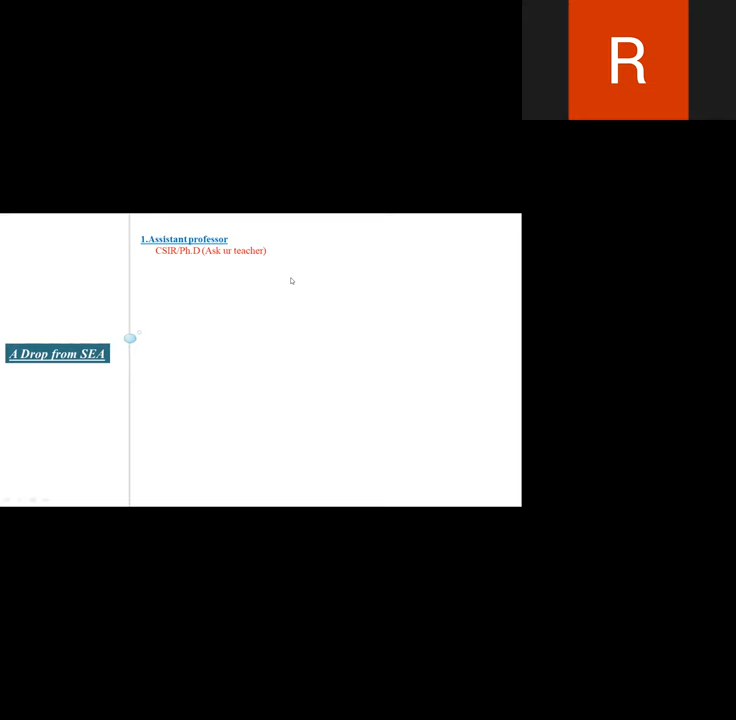 R
1.Assistant professor
CSIR/Ph.D (Ask ur teacher)
A Drop from SEA